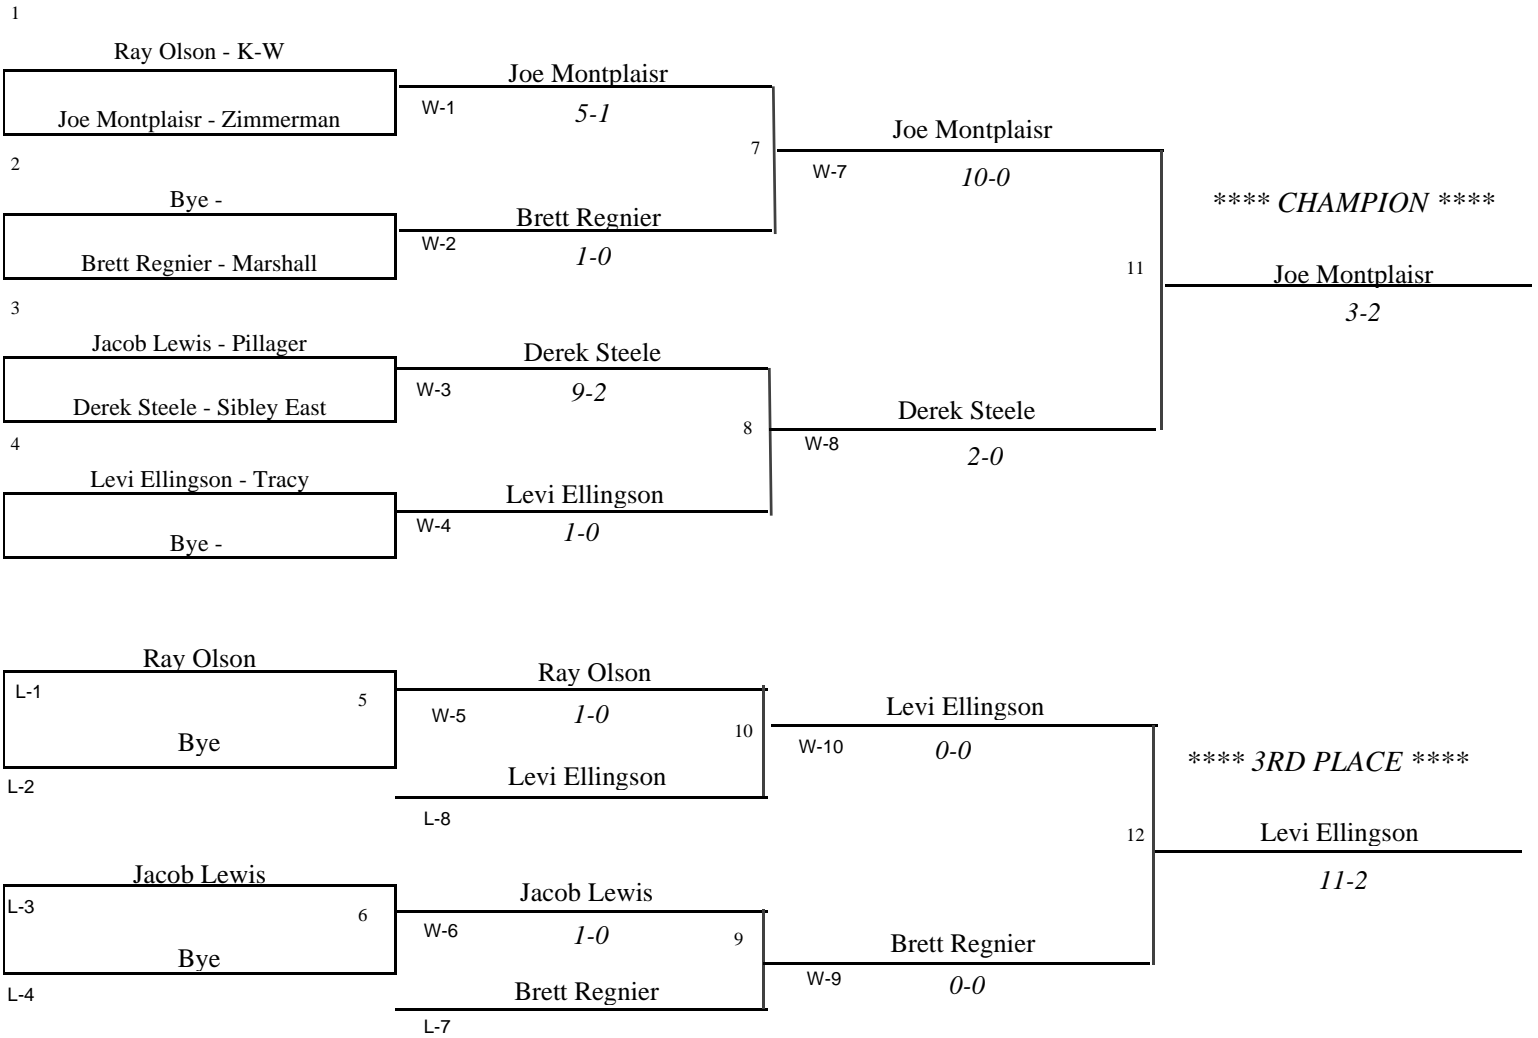 1
Ray Olson - K-W
Joe Montplaisr - Zimmerman
2
Bye -
Brett Regnier - Marshall
3
Jacob Lewis - Pillager
Derek Steele - Sibley East
4
Levi Ellingson - Tracy
Bye -
Joe Montplaisr
W-1
5-1
Brett Regnier
W-2
1-0
Derek Steele
W-3
9-2
Levi Ellingson
W-4
1-0
7
8
Joe Montplaisr
W-7
10-0
Derek Steele
W-8
2-0
11
**** CHAMPION ****
Joe Montplaisr
3-2
Ray Olson
L-1
5
Bye
L-2
Jacob Lewis
L-3
6
Bye
L-4
Ray Olson
W-5
1-0
10
Levi Ellingson
L-8
Jacob Lewis
W-6
1-0
9
Brett Regnier
L-7
Levi Ellingson
W-10
0-0
Brett Regnier
W-9
0-0
12
**** 3RD PLACE ****
Levi Ellingson
11-2